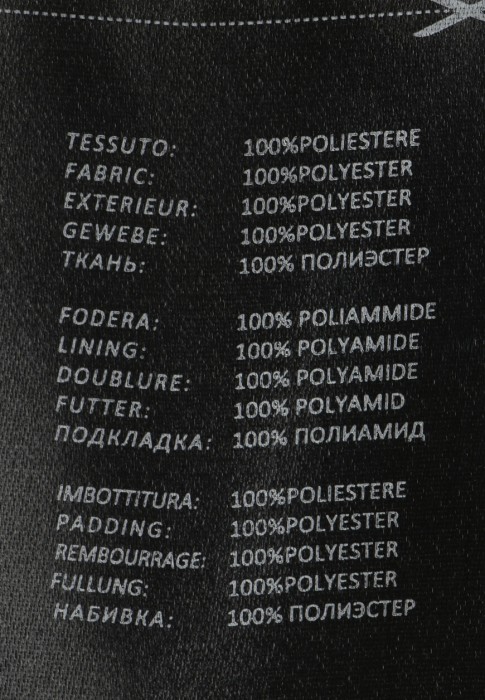 TESSUTO: 100%POLIESTERE
FABRIC: 100%POLYESTER
EXTERIEUR: 100%POLYESTER
GEWEBE: 100%POLYESTER
ТКАНЬ: 100% ПОЛИЭСТЕР
FODERA: 100% POLIAMMIDE
LINING: 100% POLYAMIDE
DOUBLURE: 100% POLYAMIDE
FUTTER: 100% POLYAMID
ПОДКЛАДКА: 100% ПОЛИАМИД
IMBOTTITURA: 100%POLIESTERE
PADDING: 100%POLYESTER
REMBOURRAGE: 100%POLYESTER
FULLUNG: 100%POLYESTER
НАБИВКА: 100% ПОЛИЭСТЕР